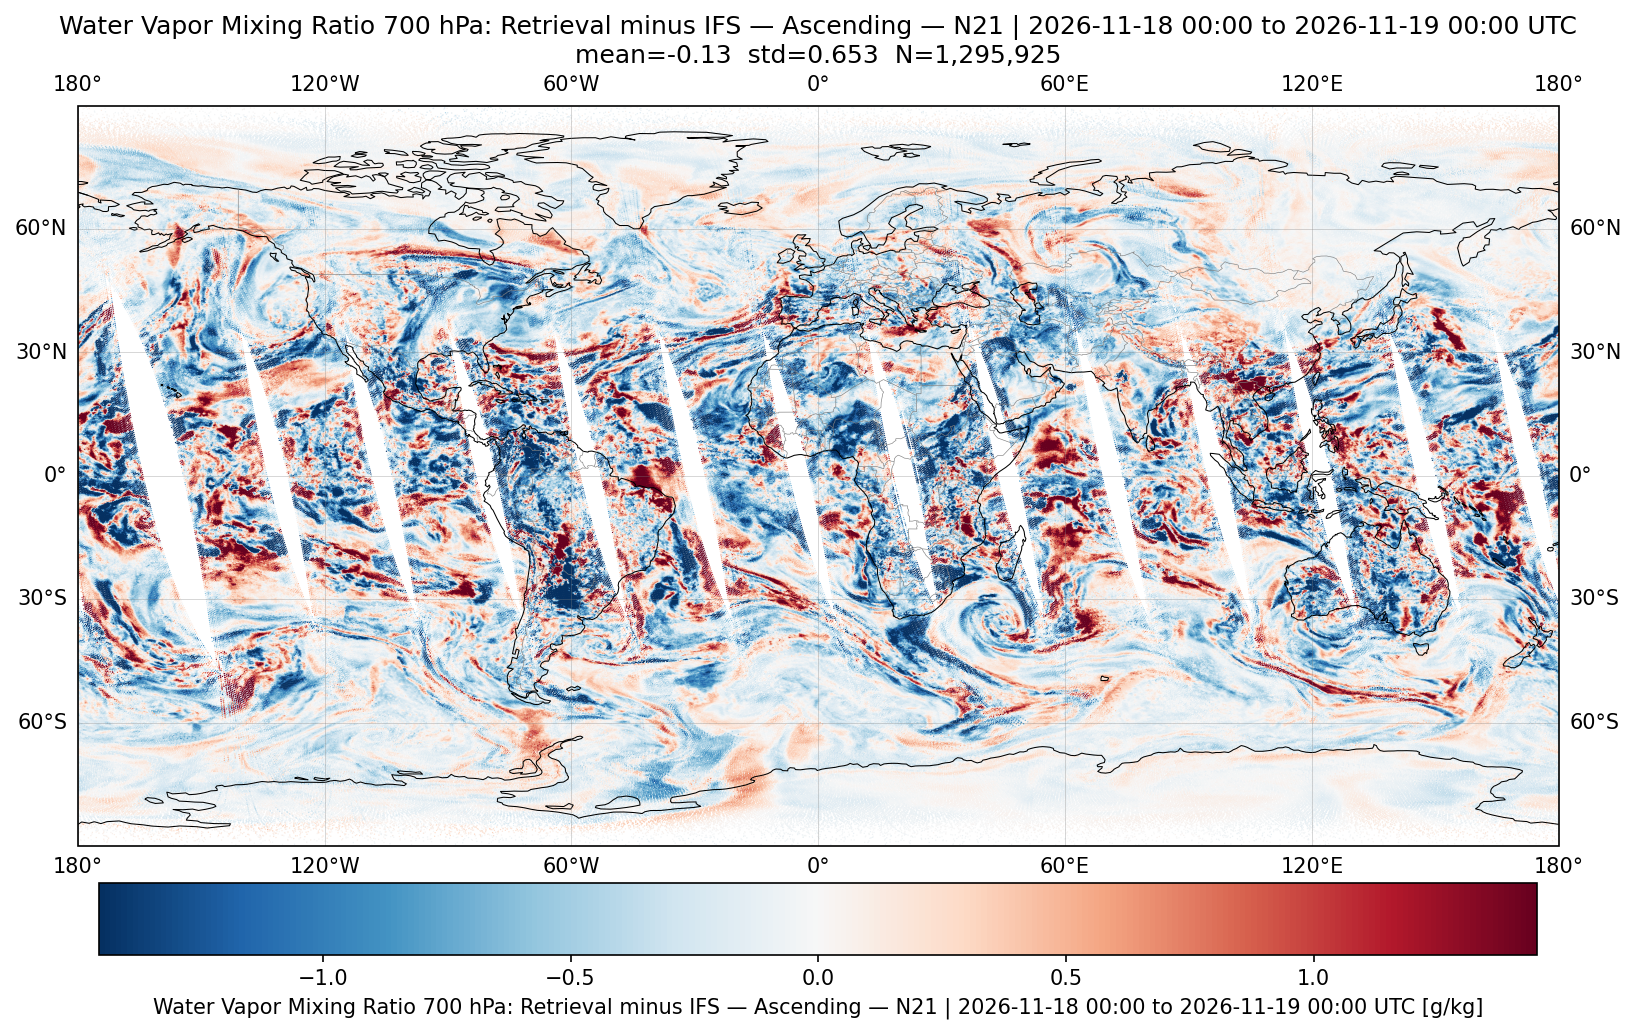 Water Vapor Mixing Ratio 700 hPa: Retrieval minus IFS — Ascending — N21 | 2026-11-18 00:00 to 2026-11-19 00:00 UTC
mean=-0.13  std=0.653  N=1,295,925
180° 120°W 60°W 0° 60°E 120°E 180°
60°N 60°N
30°N 30°N
0° 0°
30°S 30°S
60°S 60°S
180° 120°W 60°W 0° 60°E 120°E 180°
−1.0 −0.5 0.0 0.5 1.0
Water Vapor Mixing Ratio 700 hPa: Retrieval minus IFS — Ascending — N21 | 2026-11-18 00:00 to 2026-11-19 00:00 UTC [g/kg]